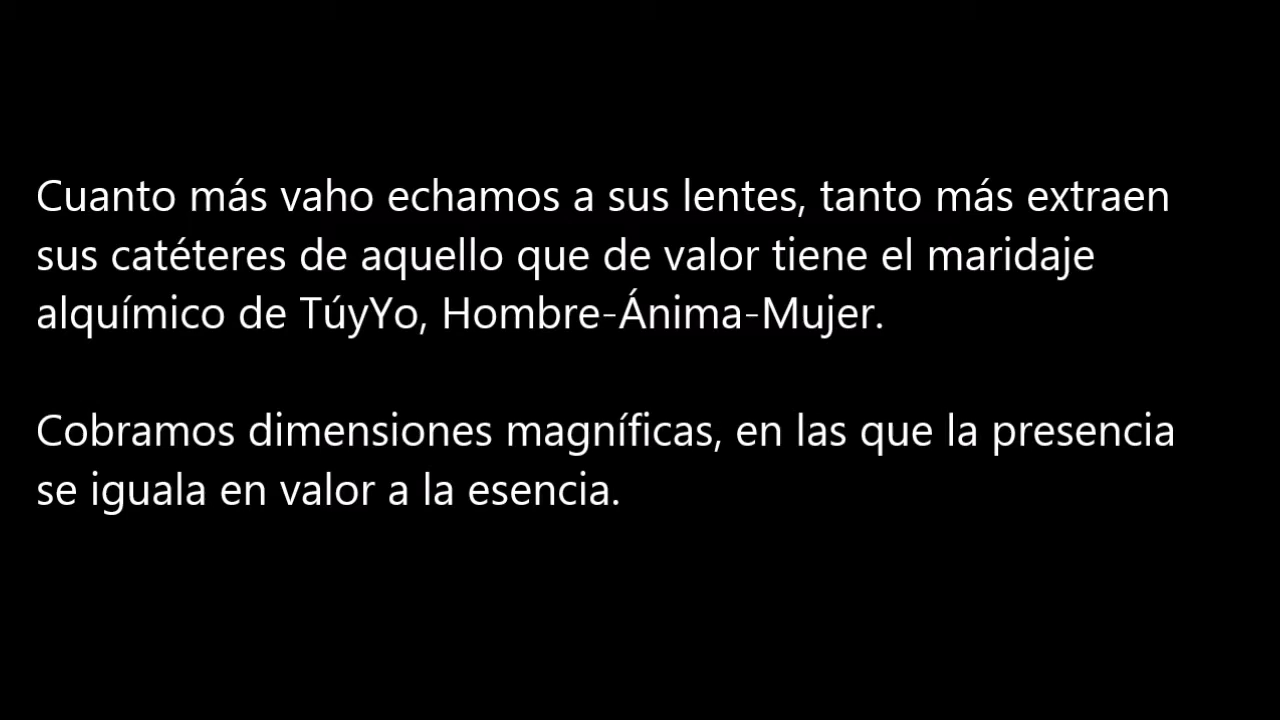 Cuanto más vaho echamos a sus lentes, tanto más extraen
sus catéteres de aquello que de valor tiene el maridaje
alquímico de TúyYo, Hombre-Ánima-Mujer.
Cobramos dimensiones magníficas, en las que la presencia
se iguala en valor a la esencia.